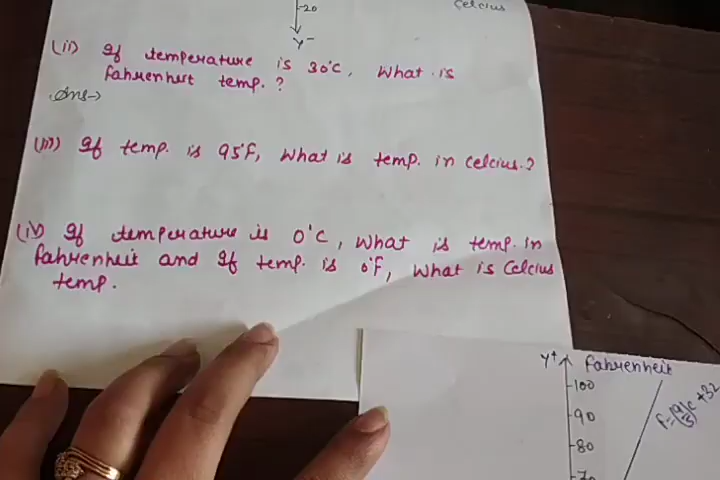 -20
Celcius
Y⁻
(ii) If temperature is 30°C, What is
fahrenheit temp. ?
Ans→
(iii) If temp. is 95°F, What is temp. in celcius.?
(iv) If temperature is 0°C, What is temp. in
fahrenheit and If temp. is 0°F, What is Celcius
temp.
Y⁺ fahrenheit
100
90
80
70
F=(9/5)C+32